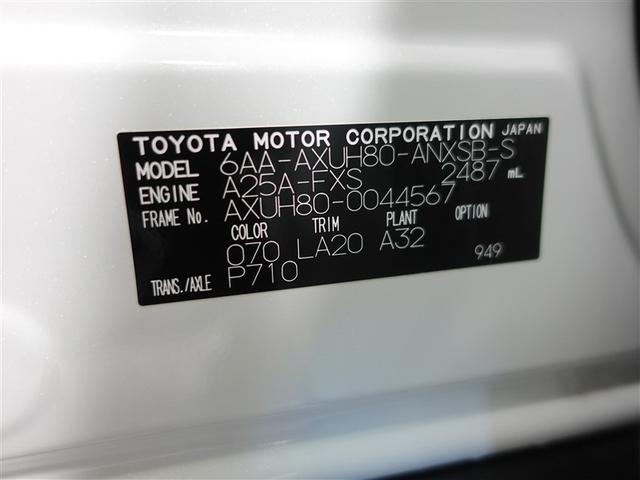 TOYOTA MOTOR CORPORATION JAPAN
MODEL 6AA-AXUH80-ANXSB-S
ENGINE A25A-FXS 2487 mL
FRAME No. AXUH80-0044567
COLOR TRIM PLANT OPTION
070 LA20 A32
TRANS./AXLE P710 949